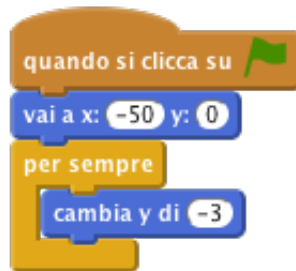 quando si clicca su
vai a x: -50 y: 0
per sempre
cambia y di -3